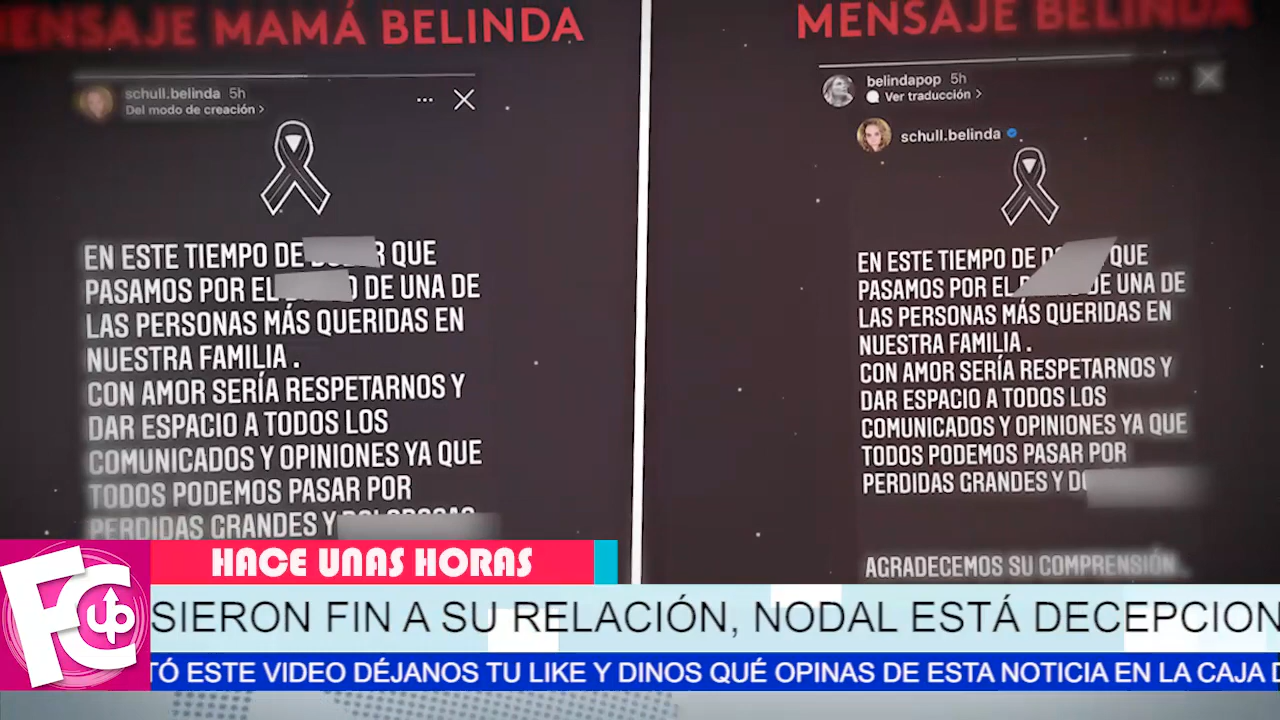 MENSAJE MAMÁ BELINDA
schull.belinda 5h
Del modo de creación >
EN ESTE TIEMPO DE QUE
PASAMOS POR EL DE UNA DE
LAS PERSONAS MÁS QUERIDAS EN
NUESTRA FAMILIA .
CON AMOR SERÍA RESPETARNOS Y
DAR ESPACIO A TODOS LOS
COMUNICADOS Y OPINIONES YA QUE
TODOS PODEMOS PASAR POR
PERDIDAS GRANDES Y
MENSAJE BELINDA
belindapop 5h
Ver traducción >
schull.belinda
EN ESTE TIEMPO DE QUE
PASAMOS POR EL DE UNA DE
LAS PERSONAS MÁS QUERIDAS EN
NUESTRA FAMILIA .
CON AMOR SERÍA RESPETARNOS Y
DAR ESPACIO A TODOS LOS
COMUNICADOS Y OPINIONES YA QUE
TODOS PODEMOS PASAR POR
PERDIDAS GRANDES Y
AGRADECEMOS SU COMPRENSIÓN
FC up
HACE UNAS HORAS
SIERON FIN A SU RELACIÓN, NODAL ESTÁ DECEPCION
TÓ ESTE VIDEO DÉJANOS TU LIKE Y DINOS QUÉ OPINAS DE ESTA NOTICIA EN LA CAJA D